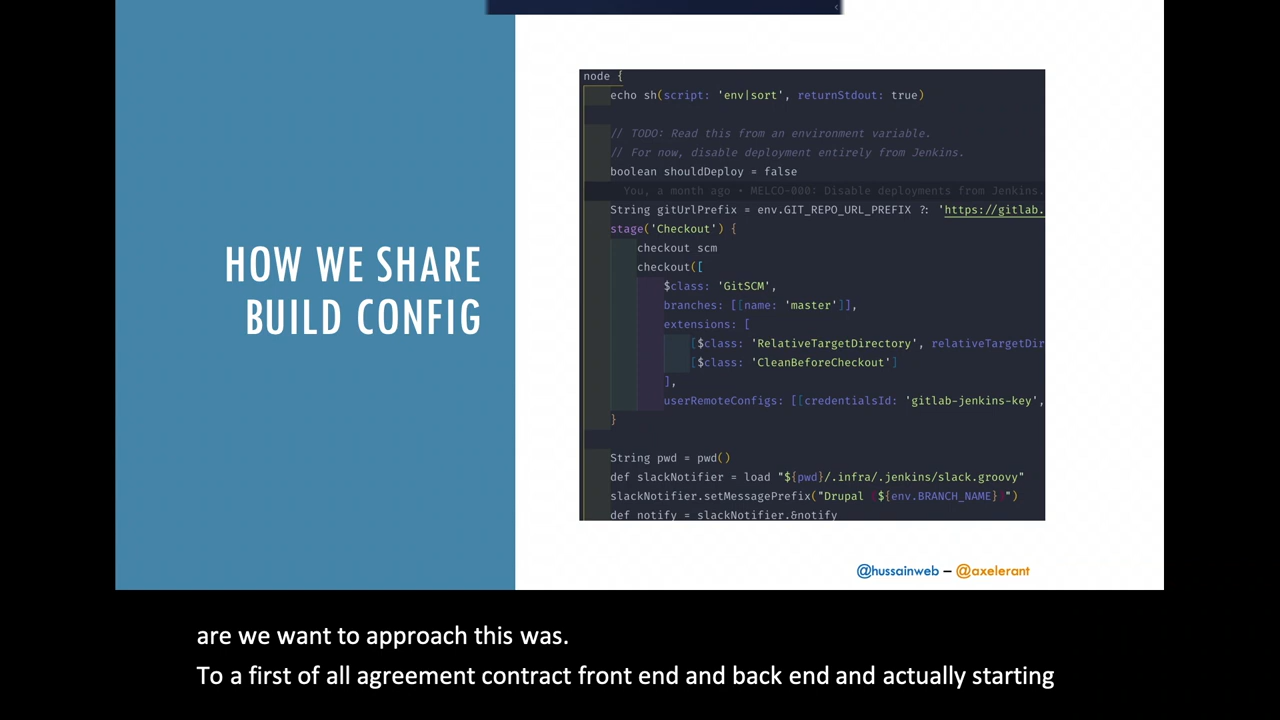 HOW WE SHARE
BUILD CONFIG
node {
echo sh(script: 'env|sort', returnStdout: true)
// TODO: Read this from an environment variable.
// For now, disable deployment entirely from Jenkins.
boolean shouldDeploy = false
You, a month ago • MELCO-000: Disable deployments from Jenkins.
String gitUrlPrefix = env.GIT_REPO_URL_PREFIX ?: 'https://gitlab.
stage('Checkout') {
checkout scm
checkout([
$class: 'GitSCM',
branches: [[name: 'master']],
extensions: [
[$class: 'RelativeTargetDirectory', relativeTargetDir
[$class: 'CleanBeforeCheckout']
],
userRemoteConfigs: [[credentialsId: 'gitlab-jenkins-key',
}
String pwd = pwd()
def slackNotifier = load "${pwd}/.infra/.jenkins/slack.groovy"
slackNotifier.setMessagePrefix("Drupal (${env.BRANCH_NAME})")
def notify = slackNotifier.&notify
@hussainweb – @axelerant
are we want to approach this was.
To a first of all agreement contract front end and back end and actually starting